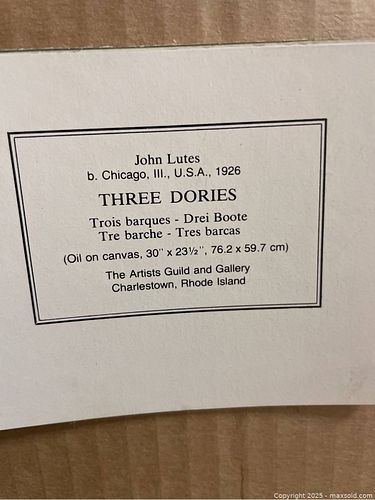 John Lutes
b. Chicago, Ill., U.S.A., 1926
THREE DORIES
Trois barques - Drei Boote
Tre barche - Tres barcas
(Oil on canvas, 30" x 23½", 76.2 x 59.7 cm)
The Artists Guild and Gallery
Charlestown, Rhode Island
Copyright 2025 - maxsold.com